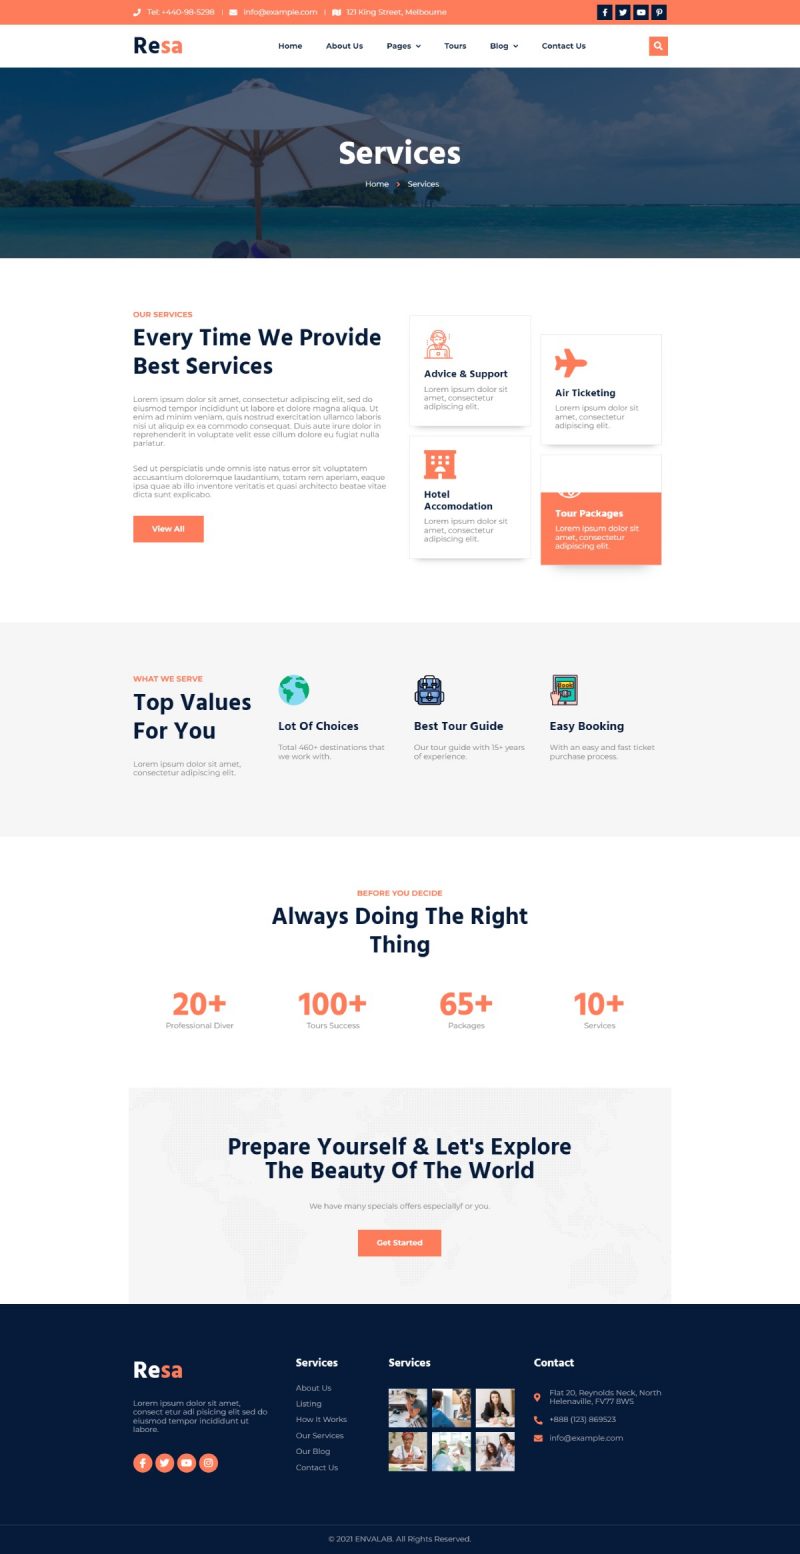 Tel: +440-98-5298
info@example.com
121 King Street, Melbourne
Resa
Home
About Us
Pages
Tours
Blog
Contact Us
Services
Home
Services
OUR SERVICES
Every Time We Provide
Best Services
Lorem ipsum dolor sit amet, consectetur adipiscing elit, sed do
eiusmod tempor incididunt ut labore et dolore magna aliqua. Ut
enim ad minim veniam, quis nostrud exercitation ullamco laboris
nisi ut aliquip ex ea commodo consequat. Duis aute irure dolor in
reprehenderit in voluptate velit esse cillum dolore eu fugiat nulla
pariatur.
Sed ut perspiciatis unde omnis iste natus error sit voluptatem
accusantium doloremque laudantium, totam rem aperiam, eaque
ipsa quae ab illo inventore veritatis et quasi architecto beatae vitae
dicta sunt explicabo.
View All
Advice & Support
Lorem ipsum dolor sit
amet, consectetur
adipiscing elit.
Air Ticketing
Lorem ipsum dolor sit
amet, consectetur
adipiscing elit.
Hotel
Accomodation
Lorem ipsum dolor sit
amet, consectetur
adipiscing elit.
Tour Packages
Lorem ipsum dolor sit
amet, consectetur
adipiscing elit.
WHAT WE SERVE
Top Values
For You
Lorem ipsum dolor sit amet,
consectetur adipiscing elit.
Lot Of Choices
Total 460+ destinations that
we work with.
Best Tour Guide
Our tour guide with 15+ years
of experience.
Book
Easy Booking
With an easy and fast ticket
purchase process.
BEFORE YOU DECIDE
Always Doing The Right
Thing
20+
Professional Diver
100+
Tours Success
65+
Packages
10+
Services
Prepare Yourself & Let's Explore
The Beauty Of The World
We have many specials offers especiallyf or you.
Get Started
Resa
Lorem ipsum dolor sit amet,
consect etur adi pisicing elit sed do
eiusmod tempor incididunt ut
labore.
Services
About Us
Listing
How It Works
Our Services
Our Blog
Contact Us
Services
Contact
Flat 20, Reynolds Neck, North
Helenaville, FV77 8WS
+888 (123) 869523
info@example.com
© 2021 ENVALAB. All Rights Reserved.